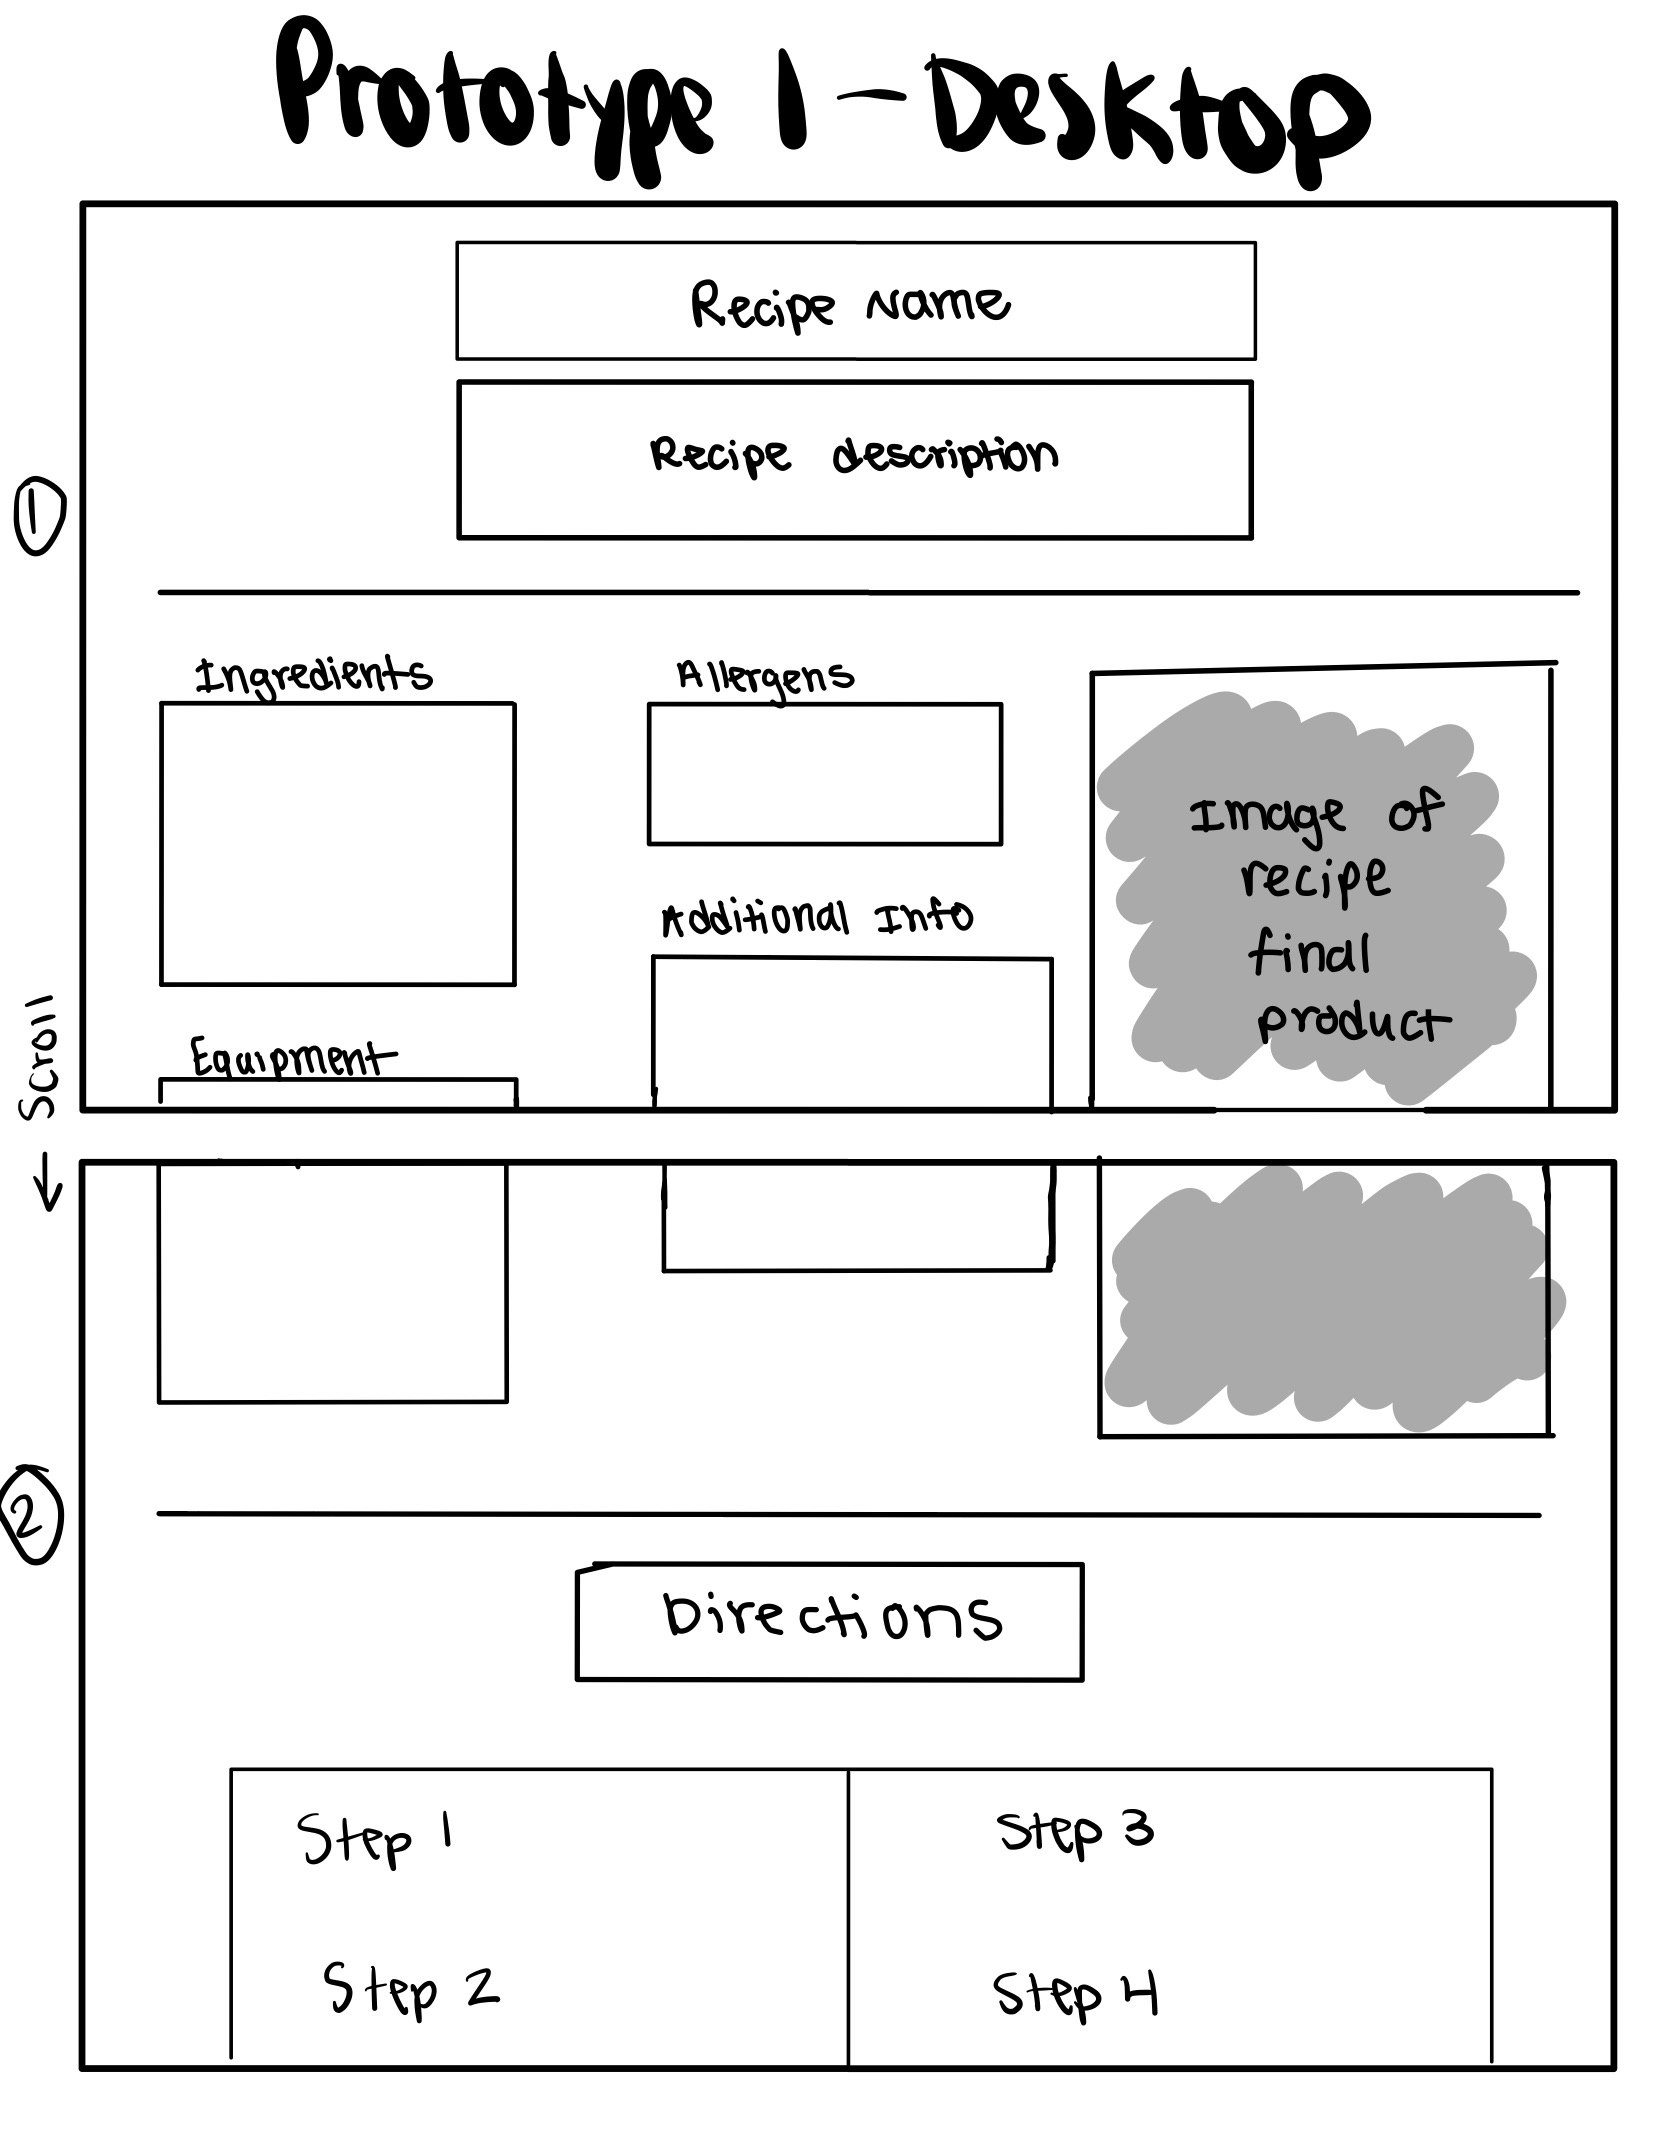 Prototype 1 - Desktop
Recipe Name
Recipe description
1
Ingredients
Allergens
Image of
recipe
final
product
Additional Info
Equipment
Scroll
2
Directions
Step 1
Step 3
Step 2
Step 4